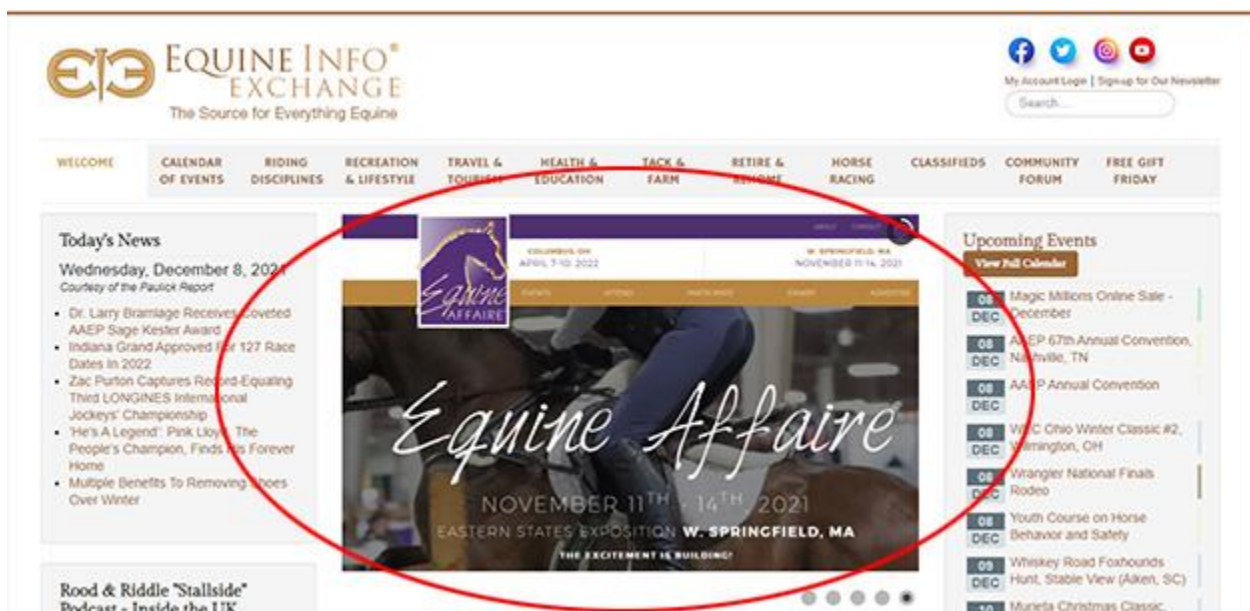 EQUINE INFO®
EXCHANGE
The Source for Everything Equine
My Account Login | Sign-up for Our Newsletter
Search...
WELCOME
CALENDAR
OF EVENTS
RIDING
DISCIPLINES
RECREATION
& LIFESTYLE
TRAVEL &
TOURISM
HEALTH &
EDUCATION
TACK &
FARM
RETIRE &
REHOME
HORSE
RACING
CLASSIFIEDS
COMMUNITY
FORUM
FREE GIFT
FRIDAY
Today's News
Wednesday, December 8, 2021
Courtesy of the Paulick Report
Dr. Larry Bramlage Receives Coveted
AAEP Sage Kester Award
Indiana Grand Approved For 127 Race
Dates In 2022
Zac Purton Captures Record-Equaling
Third LONGINES International
Jockeys' Championship
'He's A Legend': Pink Lloyd, The
People's Champion, Finds His Forever
Home
Multiple Benefits To Removing Shoes
Over Winter
Rood & Riddle "Stallside"
Podcast - Inside the UK
ABOUT CONTACT
Equine
AFFAIRE
COLUMBUS, OH
APRIL 7-10, 2022
W. SPRINGFIELD, MA
NOVEMBER 11-14, 2021
EVENTS ATTEND PARTICIPATE EXHIBIT ADVERTISE
Equine Affaire
NOVEMBER 11TH - 14TH 2021
EASTERN STATES EXPOSITION W. SPRINGFIELD, MA
THE EXCITEMENT IS BUILDING!
Upcoming Events
View Full Calendar
08 DEC Magic Millions Online Sale -
December
08 DEC AAEP 67th Annual Convention,
Nashville, TN
08 DEC AAEP Annual Convention
08 DEC WEC Ohio Winter Classic #2,
Wilmington, OH
08 DEC Wrangler National Finals
Rodeo
08 DEC Youth Course on Horse
Behavior and Safety
09 DEC Whiskey Road Foxhounds
Hunt, Stable View (Aiken, SC)
10 Murieta Christmas Classic,